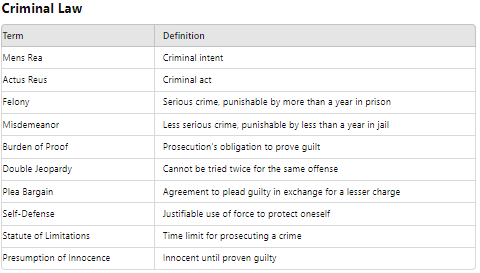 Criminal Law
Term Definition
Mens Rea Criminal intent
Actus Reus Criminal act
Felony Serious crime, punishable by more than a year in prison
Misdemeanor Less serious crime, punishable by less than a year in jail
Burden of Proof Prosecution's obligation to prove guilt
Double Jeopardy Cannot be tried twice for the same offense
Plea Bargain Agreement to plead guilty in exchange for a lesser charge
Self-Defense Justifiable use of force to protect oneself
Statute of Limitations Time limit for prosecuting a crime
Presumption of Innocence Innocent until proven guilty